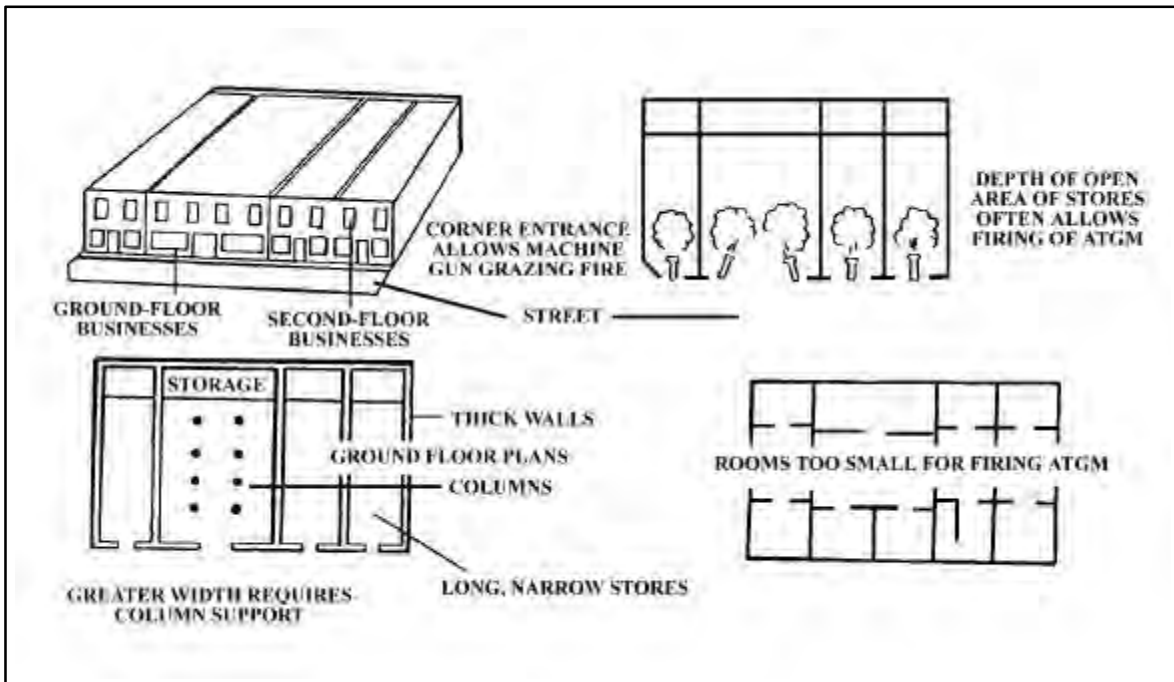 CORNER ENTRANCE
ALLOWS MACHINE
GUN GRAZING FIRE
DEPTH OF OPEN
AREA OF STORES
OFTEN ALLOWS
FIRING OF ATGM
GROUND-FLOOR
BUSINESSES
SECOND-FLOOR
BUSINESSES
STREET
STORAGE
THICK WALLS
GROUND FLOOR PLANS
COLUMNS
ROOMS TOO SMALL FOR FIRING ATGM
LONG, NARROW STORES
GREATER WIDTH REQUIRES
COLUMN SUPPORT